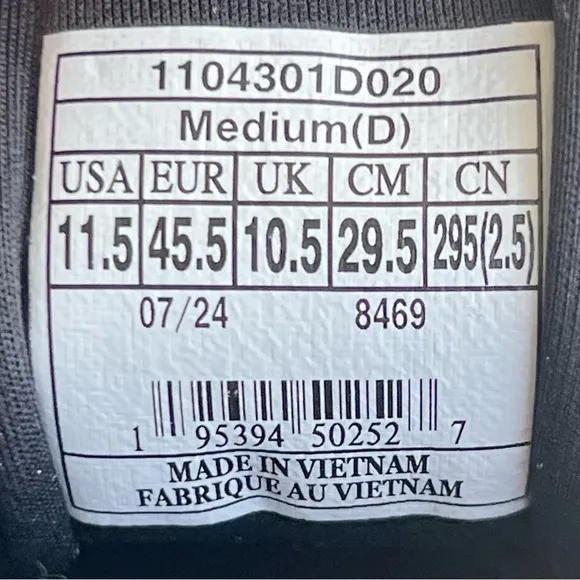 1104301D020
Medium(D)
USA EUR UK CM CN
11.5 45.5 10.5 29.5 295(2.5)
07/24 8469
1 95394 50252 7
MADE IN VIETNAM
FABRIQUE AU VIETNAM